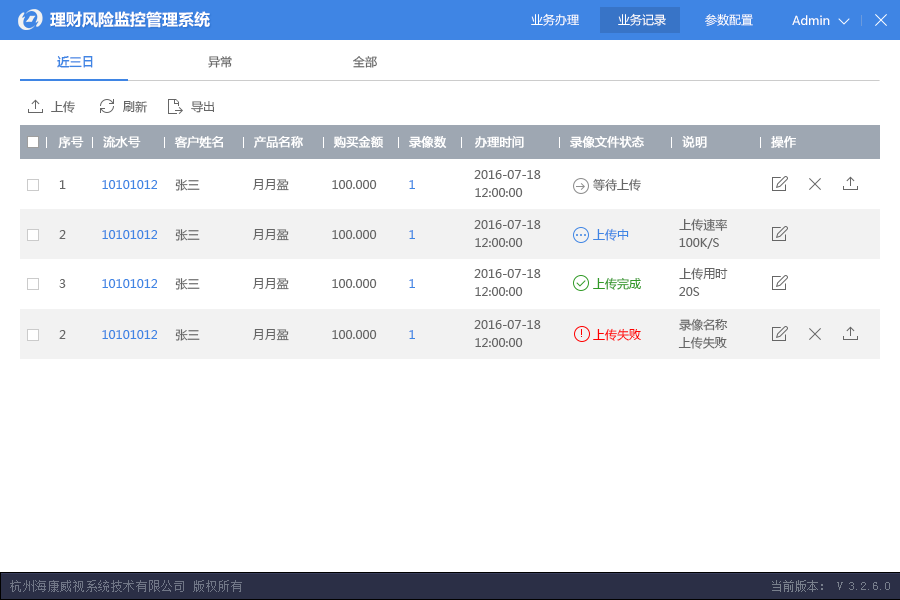 理财风险监控管理系统 业务办理 业务记录 参数配置 Admin
近三日 异常 全部
上传 刷新 导出
序号 流水号 客户姓名 产品名称 购买金额 录像数 办理时间 录像文件状态 说明 操作
1 10101012 张三 月月盈 100.000 1 2016-07-18 12:00:00 等待上传
2 10101012 张三 月月盈 100.000 1 2016-07-18 12:00:00 上传中 上传速率 100K/S
3 10101012 张三 月月盈 100.000 1 2016-07-18 12:00:00 上传完成 上传用时 20S
2 10101012 张三 月月盈 100.000 1 2016-07-18 12:00:00 上传失败 录像名称 上传失败
杭州海康威视系统技术有限公司 版权所有 当前版本: V 3.2.6.0